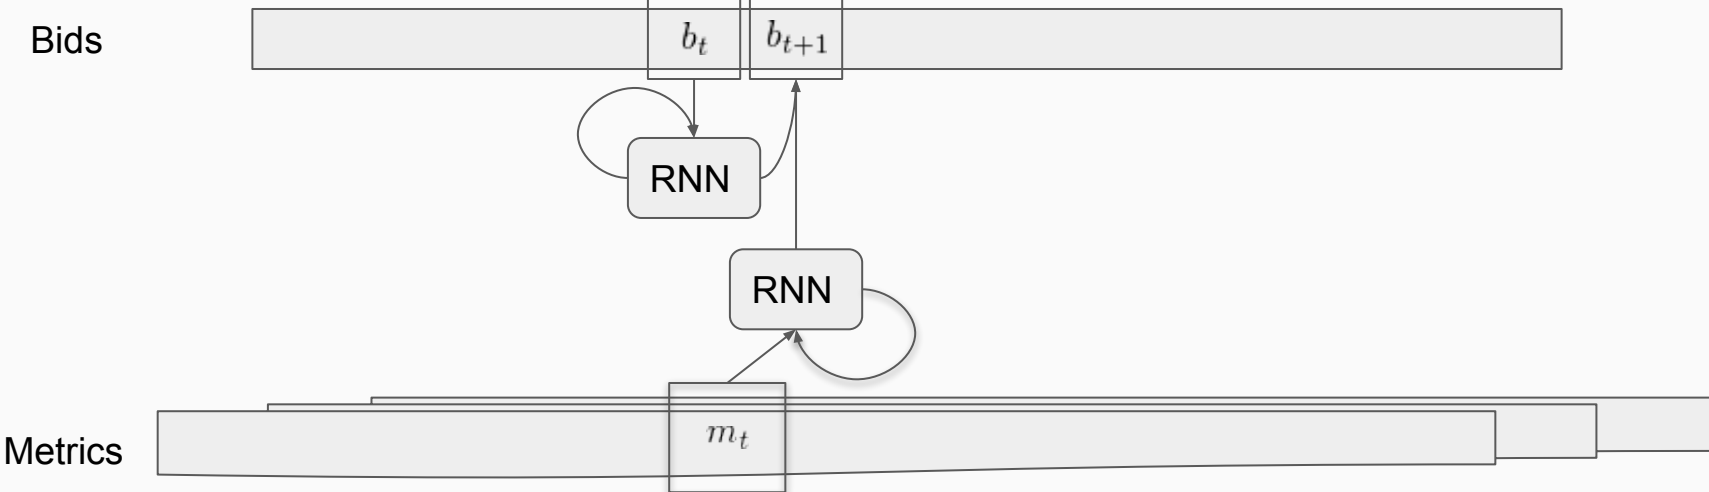 Bids
b_t
b_{t+1}
RNN
RNN
m_t
Metrics